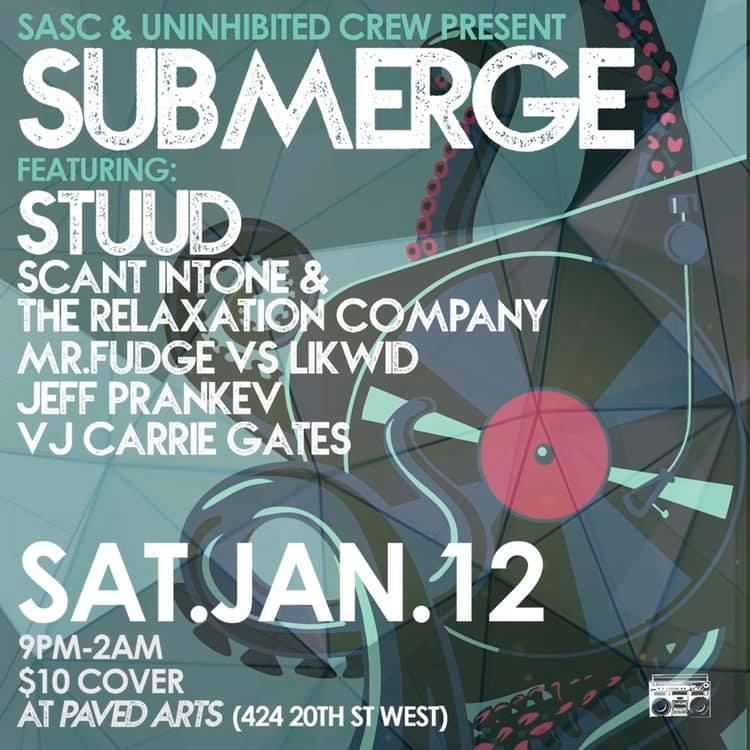 SASC & UNINHIBITED CREW PRESENT
SUBMERGE
FEATURING:
STUUD
SCANT INTONE &
THE RELAXATION COMPANY
MR.FUDGE VS LIKWID
JEFF PRANKEV
VJ CARRIE GATES
SAT.JAN.12
9PM-2AM
$10 COVER
AT PAVED ARTS (424 20TH ST WEST)